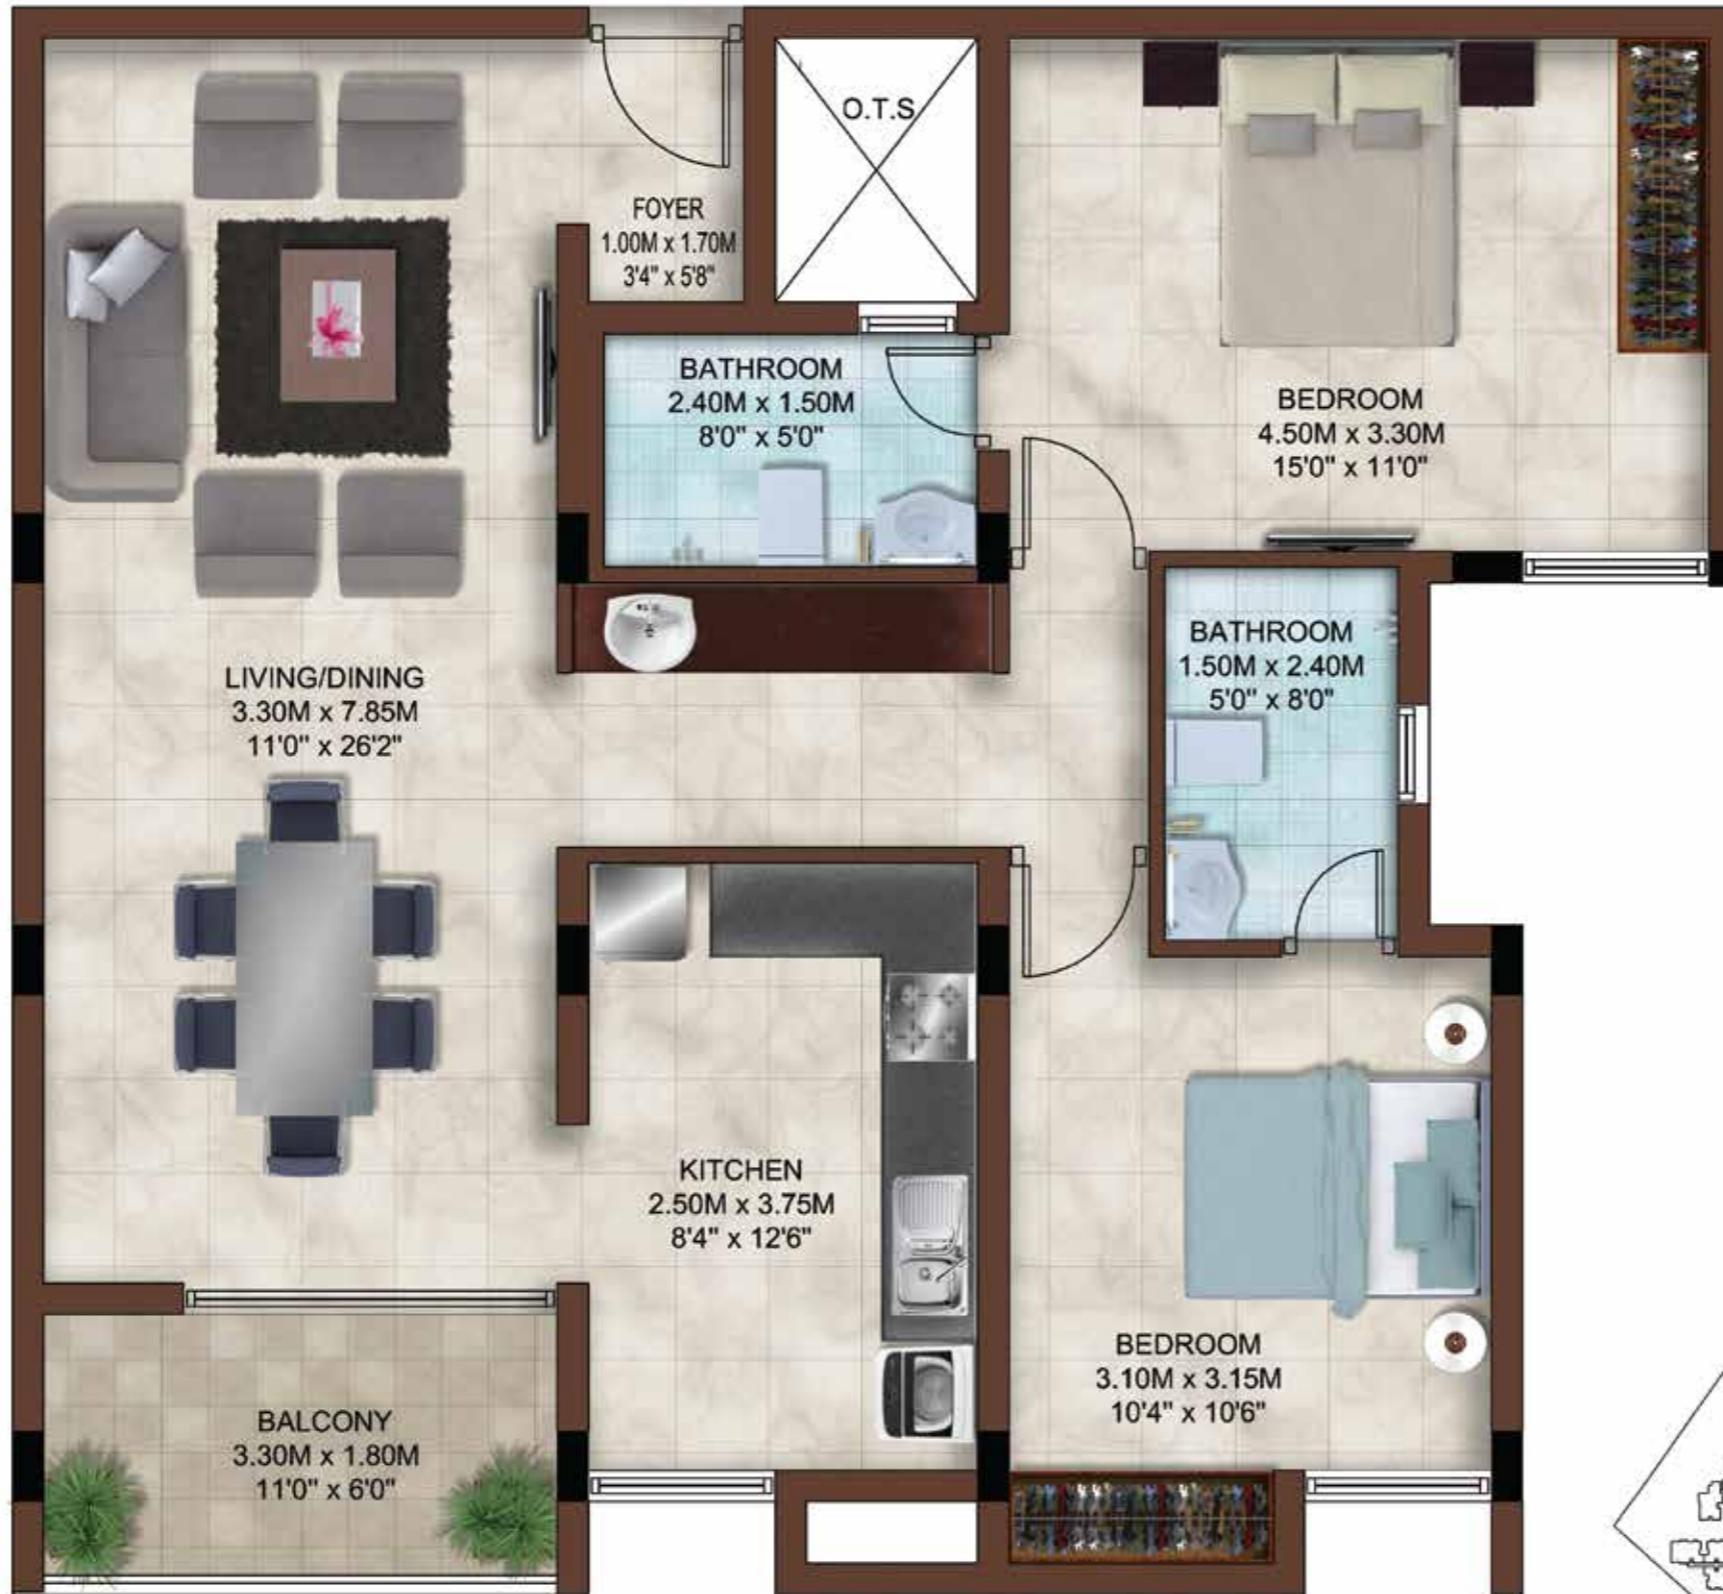 O.T.S
FOYER
1.00M x 1.70M
3'4" x 5'8"
BATHROOM
2.40M x 1.50M
8'0" x 5'0"
BEDROOM
4.50M x 3.30M
15'0" x 11'0"
LIVING/DINING
3.30M x 7.85M
11'0" x 26'2"
BATHROOM
1.50M x 2.40M
5'0" x 8'0"
KITCHEN
2.50M x 3.75M
8'4" x 12'6"
BEDROOM
3.10M x 3.15M
10'4" x 10'6"
BALCONY
3.30M x 1.80M
11'0" x 6'0"